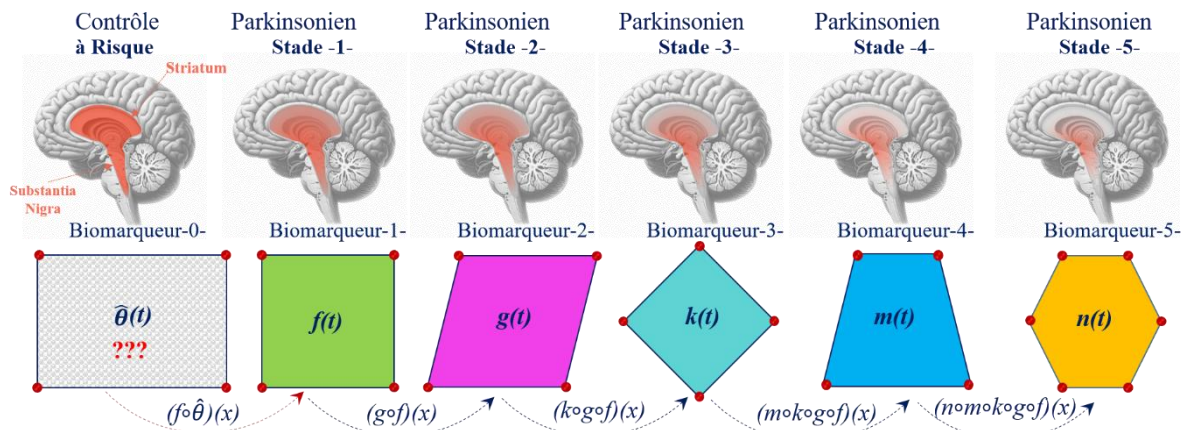 Contrôle
à Risque
Parkinsonien
Stade -1-
Parkinsonien
Stade -2-
Parkinsonien
Stade -3-
Parkinsonien
Stade -4-
Parkinsonien
Stade -5-
Striatum
Substantia
Nigra
Biomarqueur-0-
Biomarqueur-1-
Biomarqueur-2-
Biomarqueur-3-
Biomarqueur-4-
Biomarqueur-5-
θ̂(t)
???
f(t)
g(t)
k(t)
m(t)
n(t)
(f∘θ̂)(x)
(g∘f)(x)
(k∘g∘f)(x)
(m∘k∘g∘f)(x)
(n∘m∘k∘g∘f)(x)